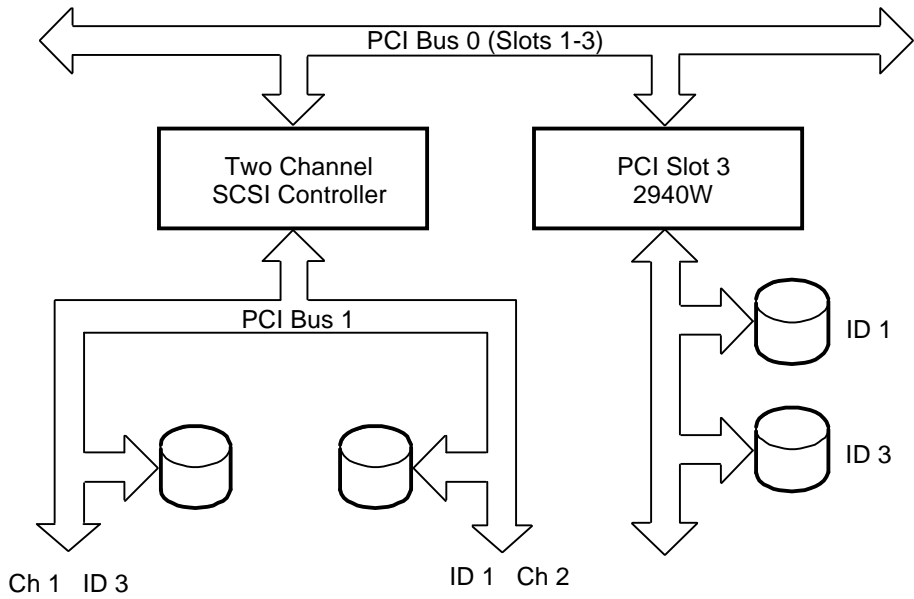 PCI Bus 0 (Slots 1-3)
Two Channel
SCSI Controller
PCI Slot 3
2940W
PCI Bus 1
ID 1
ID 3
Ch 1 ID 3
ID 1 Ch 2